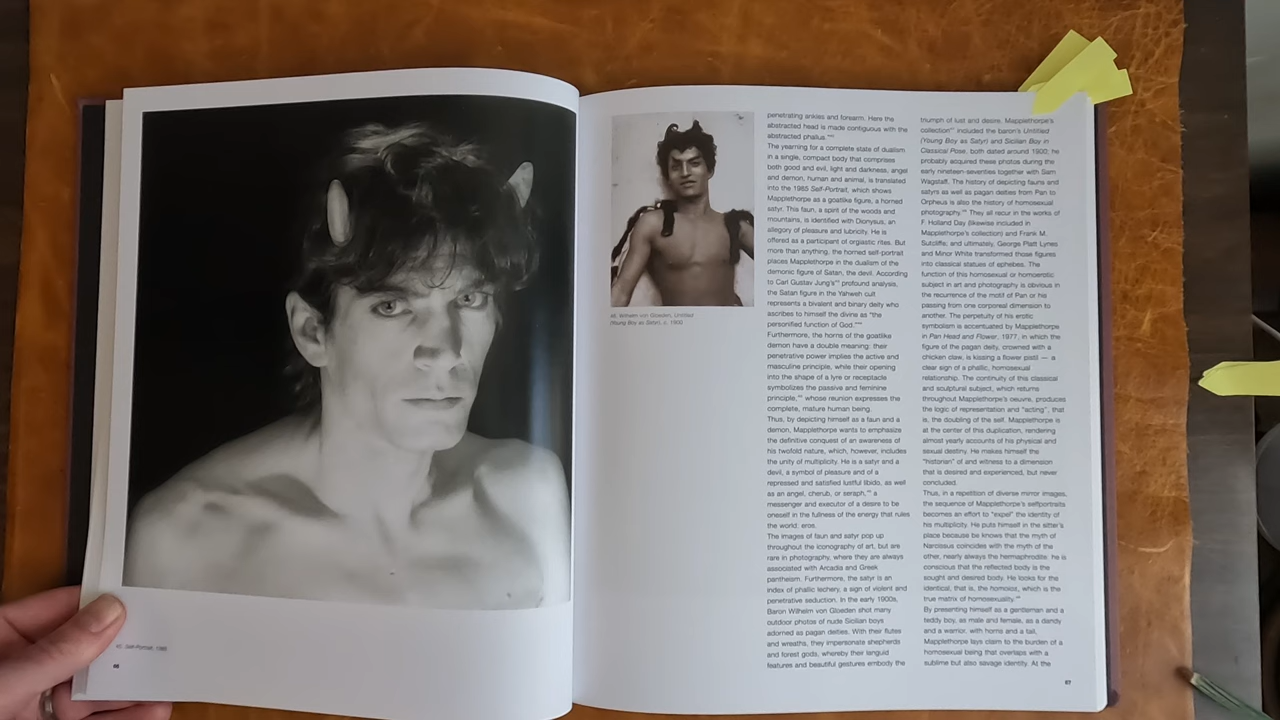 Self-Portrait, 1985
66
Wilhelm von Gloeden, Untitled
(Young Boy as Satyr), c. 1900
penetrating ankles and forearm. Here the
abstracted head is made contiguous with the
abstracted phallus."
The yearning for a complete state of dualism
in a single, compact body that comprises
both good and evil, light and darkness, angel
and demon, human and animal, is translated
into the 1985 Self-Portrait, which shows
Mapplethorpe as a goatlike figure, a horned
satyr. This faun, a spirit of the woods and
mountains, is identified with Dionysus, an
allegory of pleasure and lubricity. He is
offered as a participant of orgiastic rites. But
more than anything, the horned self-portrait
places Mapplethorpe in the dualism of the
demonic figure of Satan, the devil. According
to Carl Gustav Jung's profound analysis,
the Satan figure in the Yahweh cult
represents a bivalent and binary deity who
ascribes to himself the divine as "the
personified function of God."
Furthermore, the horns of the goatlike
demon have a double meaning: their
penetrative power implies the active and
masculine principle, while their opening
into the shape of a lyre or receptacle
symbolizes the passive and feminine
principle, whose reunion expresses the
complete, mature human being.
Thus, by depicting himself as a faun and a
demon, Mapplethorpe wants to emphasize
the definitive conquest of an awareness of
his twofold nature, which, however, includes
the unity of multiplicity. He is a satyr and a
devil, a symbol of pleasure and of a
repressed and satisfied lustful libido, as well
as an angel, cherub, or seraph, a
messenger and executor of a desire to be
oneself in the fullness of the energy that rules
the world: eros.
The images of faun and satyr pop up
throughout the iconography of art, but are
rare in photography, where they are always
associated with Arcadia and Greek
pantheism. Furthermore, the satyr is an
index of phallic lechery, a sign of violent and
penetrative seduction. In the early 1900s,
Baron Wilhelm von Gloeden shot many
outdoor photos of nude Sicilian boys
adorned as pagan deities. With their flutes
and wreaths, they impersonate shepherds
and forest gods, whereby their languid
features and beautiful gestures embody the
triumph of lust and desire. Mapplethorpe's
collection included the baron's Untitled
(Young Boy as Satyr) and Sicilian Boy in
Classical Pose, both dated around 1900; he
probably acquired these photos during the
early nineteen-seventies together with Sam
Wagstaff. The history of depicting fauns and
satyrs as well as pagan deities from Pan to
Orpheus is also the history of homosexual
photography. They all recur in the works of
F. Holland Day (likewise included in
Mapplethorpe's collection) and Frank M.
Sutcliffe; and ultimately, George Platt Lynes
and Minor White transformed those figures
into classical statues of ephebes. The
function of this homosexual or homoerotic
subject in art and photography is obvious in
the recurrence of the motif of Pan or his
passing from one corporeal dimension to
another. The perpetuity of his erotic
symbolism is accentuated by Mapplethorpe
in Pan Head and Flower, 1977, in which the
figure of the pagan deity, crowned with a
chicken claw, is kissing a flower pistil — a
clear sign of a phallic, homosexual
relationship. The continuity of this classical
and sculptural subject, which returns
throughout Mapplethorpe's oeuvre, produces
the logic of representation and "acting", that
is, the doubling of the self. Mapplethorpe is
at the center of this duplication, rendering
almost yearly accounts of his physical and
sexual destiny. He makes himself the
"historian" of and witness to a dimension
that is desired and experienced, but never
concluded.
Thus, in a repetition of diverse mirror images,
the sequence of Mapplethorpe's selfportraits
becomes an effort to "expel" the identity of
his multiplicity. He puts himself in the sitter's
place because he knows that the myth of
Narcissus coincides with the myth of the
other, nearly always the hermaphrodite: he is
conscious that the reflected body is the
sought and desired body. He looks for the
identical, that is, the homoios, which is the
true matrix of homosexuality.
By presenting himself as a gentleman and a
teddy boy, as male and female, as a dandy
and a warrior, with horns and a tail,
Mapplethorpe lays claim to the burden of a
homosexual being that overlaps with a
sublime but also savage identity. At the
67